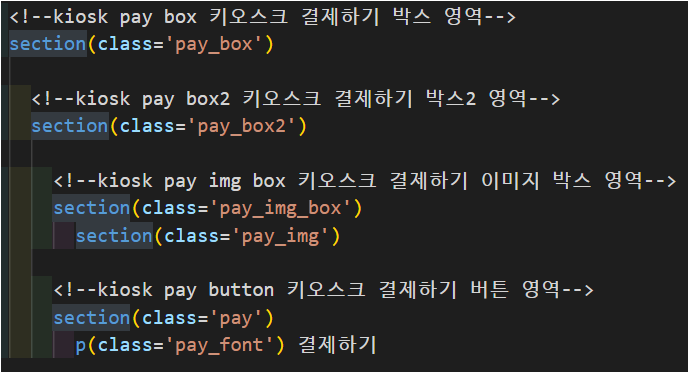 <!--kiosk pay box 키오스크 결제하기 박스 영역-->
section(class='pay_box')
<!--kiosk pay box2 키오스크 결제하기 박스2 영역-->
section(class='pay_box2')
<!--kiosk pay img box 키오스크 결제하기 이미지 박스 영역-->
section(class='pay_img_box')
section(class='pay_img')
<!--kiosk pay button 키오스크 결제하기 버튼 영역-->
section(class='pay')
p(class='pay_font') 결제하기